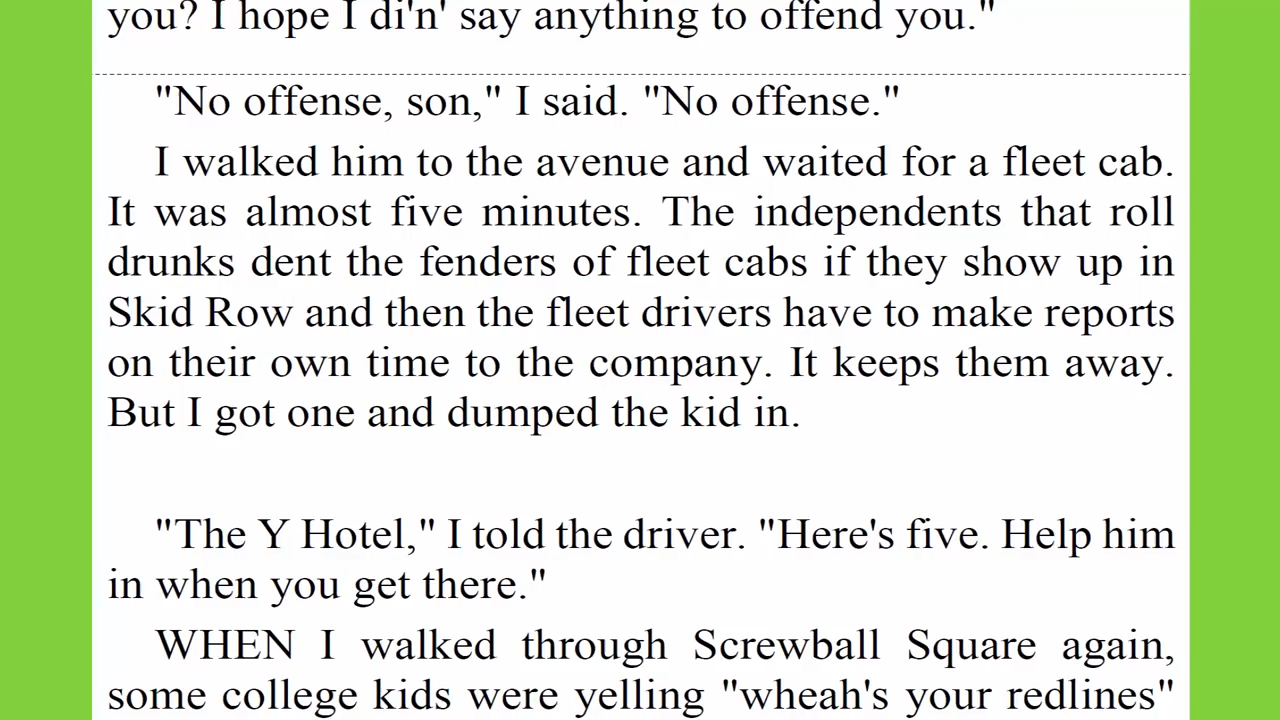 you? I hope I di'n' say anything to offend you."
"No offense, son," I said. "No offense."
I walked him to the avenue and waited for a fleet cab.
It was almost five minutes. The independents that roll
drunks dent the fenders of fleet cabs if they show up in
Skid Row and then the fleet drivers have to make reports
on their own time to the company. It keeps them away.
But I got one and dumped the kid in.
"The Y Hotel," I told the driver. "Here's five. Help him
in when you get there."
WHEN I walked through Screwball Square again,
some college kids were yelling "wheah's your redlines"